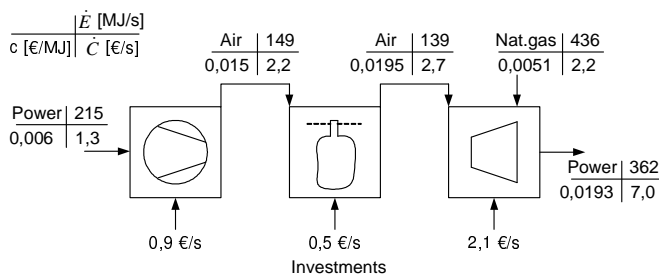 Ė [MJ/s]
c [€/MJ] Ċ [€/s]
Air 149
0,015 2,2
Air 139
0,0195 2,7
Nat.gas 436
0,0051 2,2
Power 215
0,006 1,3
Power 362
0,0193 7,0
0,9 €/s
0,5 €/s
2,1 €/s
Investments